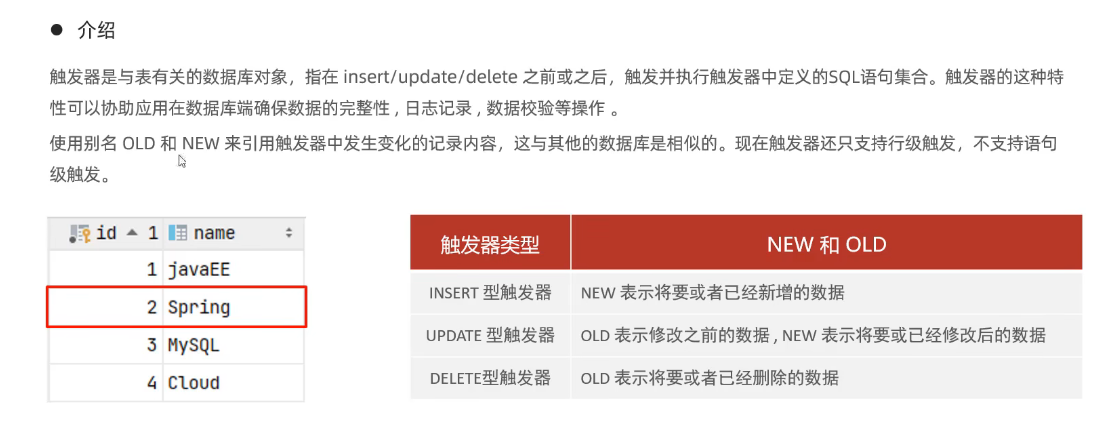 介绍
触发器是与表有关的数据库对象，指在 insert/update/delete 之前或之后，触发并执行触发器中定义的SQL语句集合。触发器的这种特
性可以协助应用在数据库端确保数据的完整性 , 日志记录 , 数据校验等操作 。
使用别名 OLD 和 NEW 来引用触发器中发生变化的记录内容，这与其他的数据库是相似的。现在触发器还只支持行级触发，不支持语句
级触发。
id 1 name
1 javaEE
2 Spring
3 MySQL
4 Cloud
触发器类型 NEW 和 OLD
INSERT 型触发器 NEW 表示将要或者已经新增的数据
UPDATE 型触发器 OLD 表示修改之前的数据 , NEW 表示将要或已经修改后的数据
DELETE型触发器 OLD 表示将要或者已经删除的数据